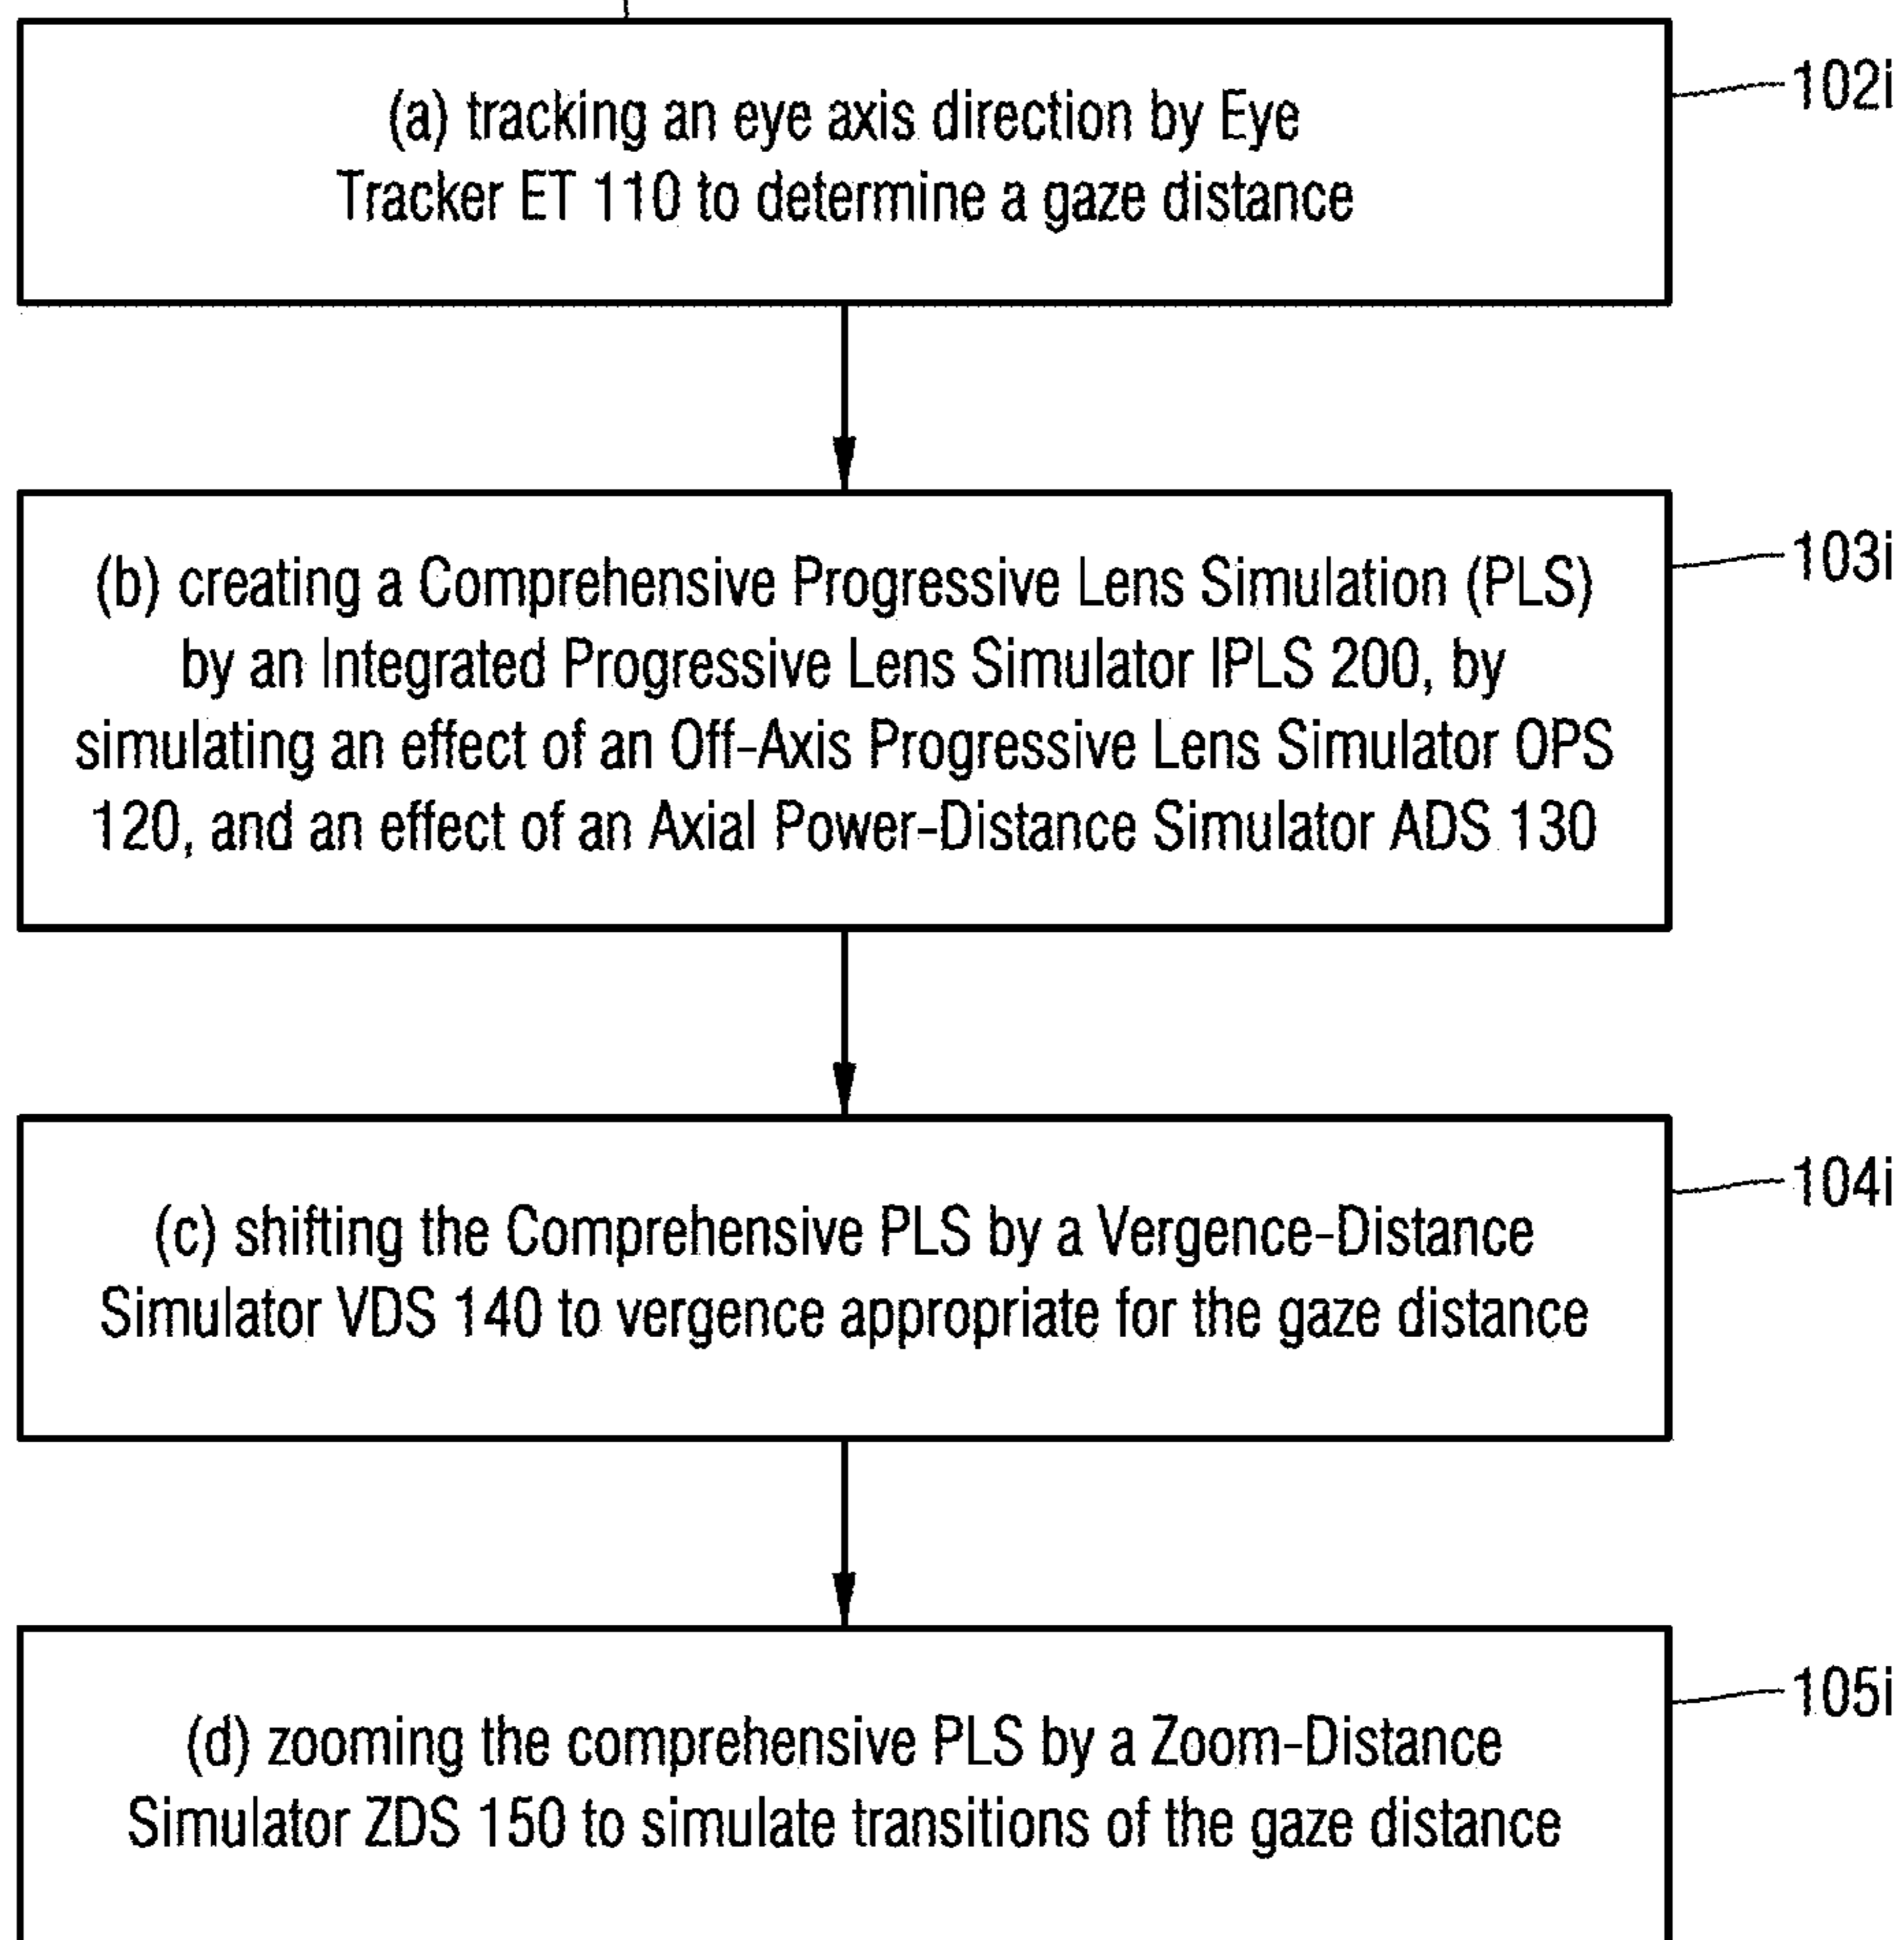 102i
(a) tracking an eye axis direction by Eye
Tracker ET 110 to determine a gaze distance
103i
(b) creating a Comprehensive Progressive Lens Simulation (PLS)
by an Integrated Progressive Lens Simulator IPLS 200, by
simulating an effect of an Off-Axis Progressive Lens Simulator OPS
120, and an effect of an Axial Power-Distance Simulator ADS 130
104i
(c) shifting the Comprehensive PLS by a Vergence-Distance
Simulator VDS 140 to vergence appropriate for the gaze distance
105i
(d) zooming the comprehensive PLS by a Zoom-Distance
Simulator ZDS 150 to simulate transitions of the gaze distance